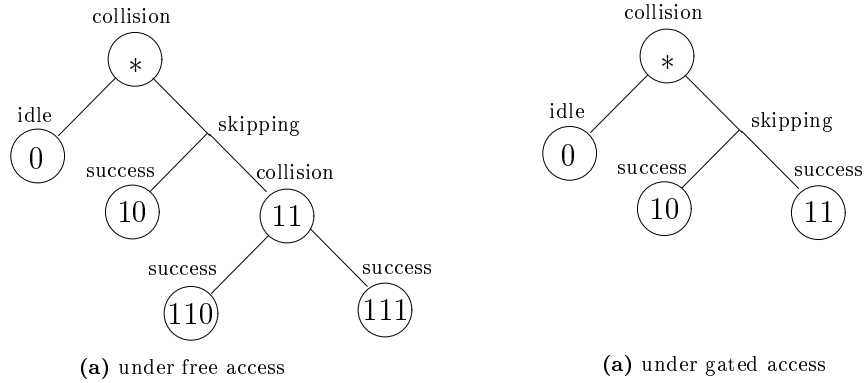 collision
*
idle
0
skipping
success
10
collision
11
success
110
success
111
(a) under free access
collision
*
idle
0
skipping
success
10
success
11
(a) under gated access